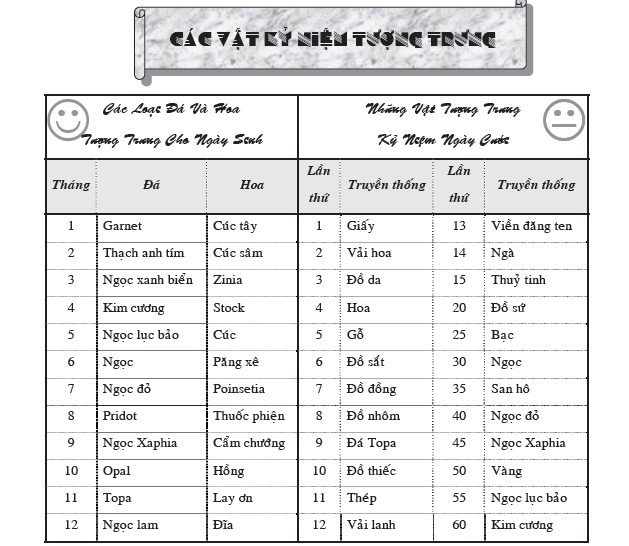 CÁC VẬT KỶ NIỆM TƯỢNG TRƯNG
Các Loại Đá Và Hoa
Tượng Trưng Cho Ngày Sinh
Những Vật Tượng Trưng
Kỷ Niệm Ngày Cưới
Tháng Đá Hoa Lần thứ Truyền thống Lần thứ Truyền thống
1 Garnet Cúc tây 1 Giấy 13 Viền đăng ten
2 Thạch anh tím Cúc sâm 2 Vải hoa 14 Ngà
3 Ngọc xanh biển Zinia 3 Đồ da 15 Thuỷ tinh
4 Kim cương Stock 4 Hoa 20 Đồ sứ
5 Ngọc lục bảo Cúc 5 Gỗ 25 Bạc
6 Ngọc Păng xê 6 Đồ sắt 30 Ngọc
7 Ngọc đỏ Poinsetia 7 Đồ đồng 35 San hô
8 Pridot Thuốc phiện 8 Đồ nhôm 40 Ngọc đỏ
9 Ngọc Xaphia Cẩm chướng 9 Đá Topa 45 Ngọc Xaphia
10 Opal Hồng 10 Đồ thiếc 50 Vàng
11 Topa Lay ơn 11 Thép 55 Ngọc lục bảo
12 Ngọc lam Đĩa 12 Vải lanh 60 Kim cương